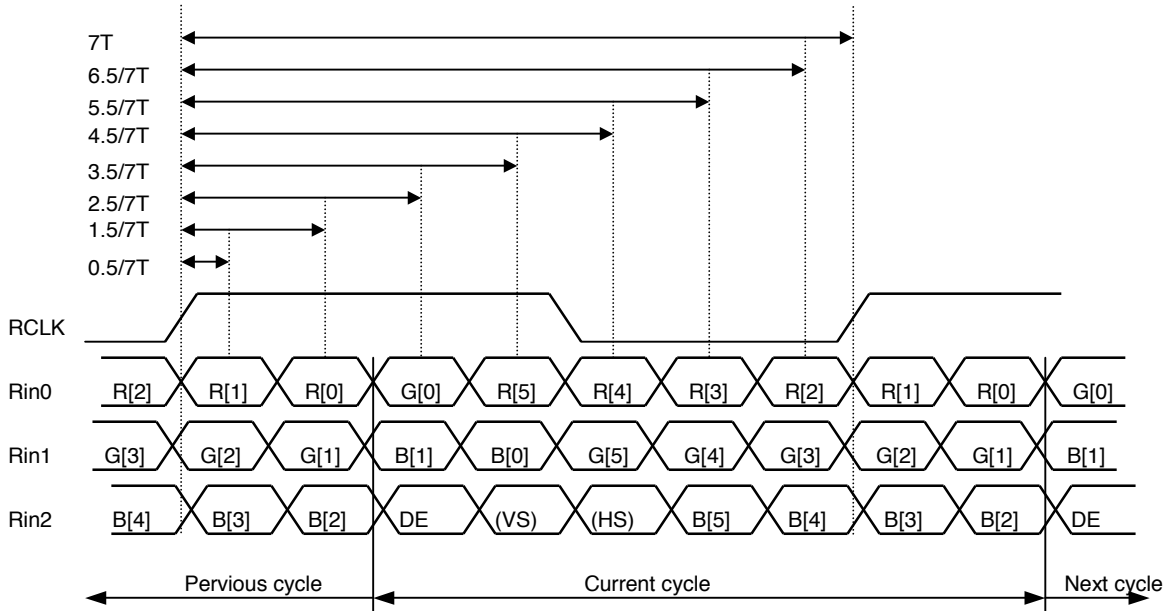 7T
6.5/7T
5.5/7T
4.5/7T
3.5/7T
2.5/7T
1.5/7T
0.5/7T
RCLK
Rin0 R[2] R[1] R[0] G[0] R[5] R[4] R[3] R[2] R[1] R[0] G[0]
Rin1 G[3] G[2] G[1] B[1] B[0] G[5] G[4] G[3] G[2] G[1] B[1]
Rin2 B[4] B[3] B[2] DE (VS) (HS) B[5] B[4] B[3] B[2] DE
Pervious cycle Current cycle Next cycle